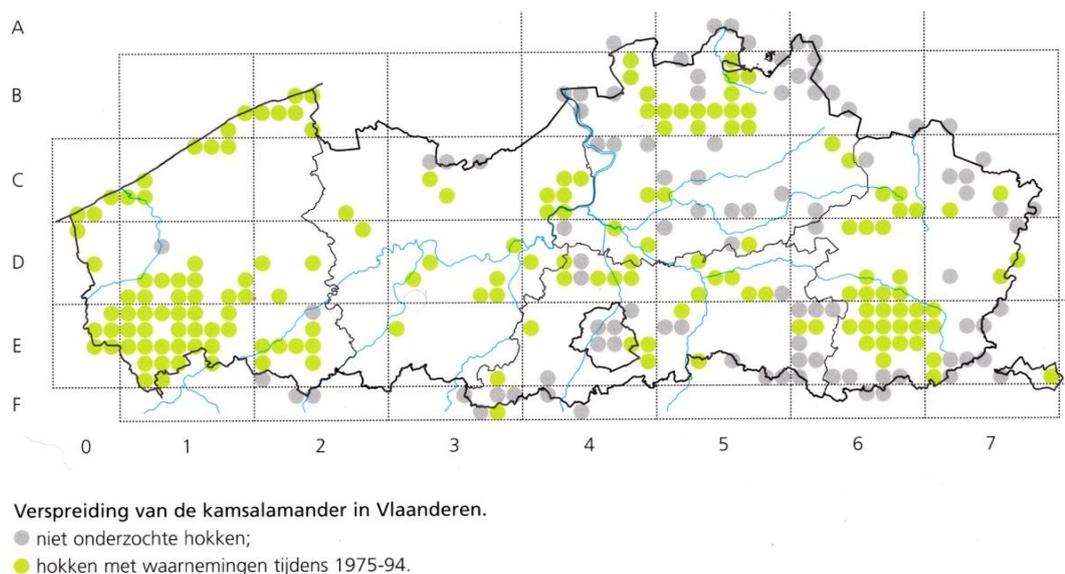 A
B
C
D
E
F
0 1 2 3 4 5 6 7
Verspreiding van de kamsalamander in Vlaanderen.
niet onderzochte hokken;
hokken met waarnemingen tijdens 1975-94.